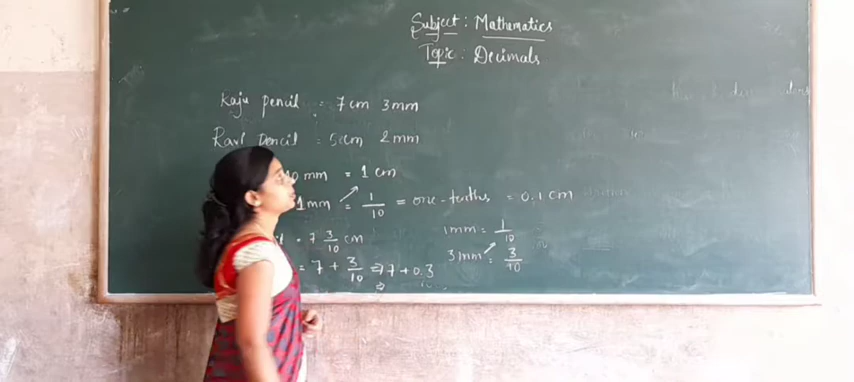 Subject : Mathematics
Topic : Decimals
Raju pencil = 7cm 3mm
Ravi Pencil = 5cm 2mm
10 mm = 1 cm
1mm = 1/10 = one-tenths = 0.1 cm
1mm = 1/10
= 7 3/10 cm
3mm = 3/10
= 7 + 3/10 ⇒ 7 + 0.3
⇒